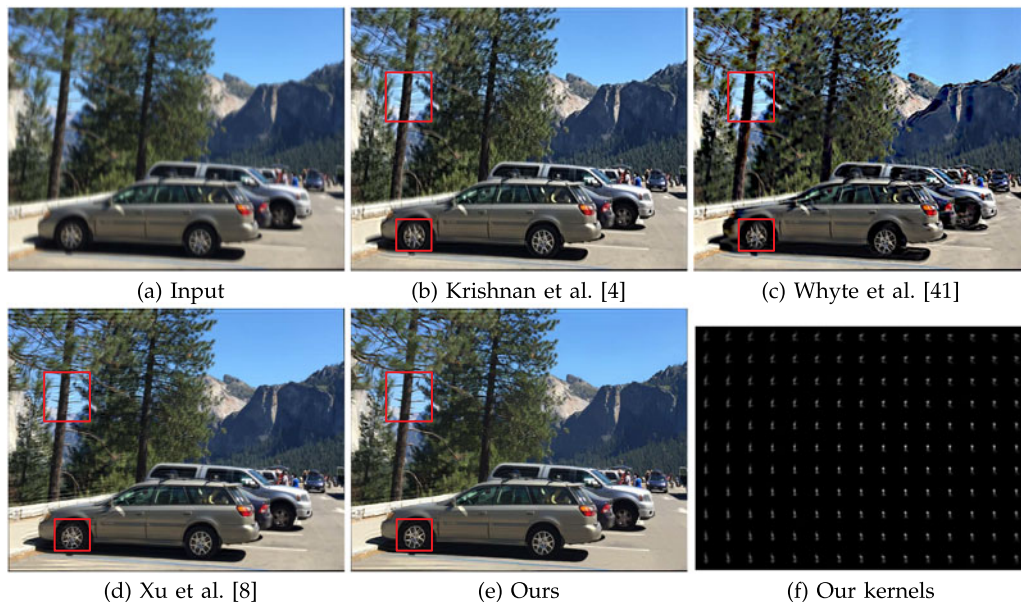 (a) Input
(b) Krishnan et al. [4]
(c) Whyte et al. [41]
(d) Xu et al. [8]
(e) Ours
(f) Our kernels